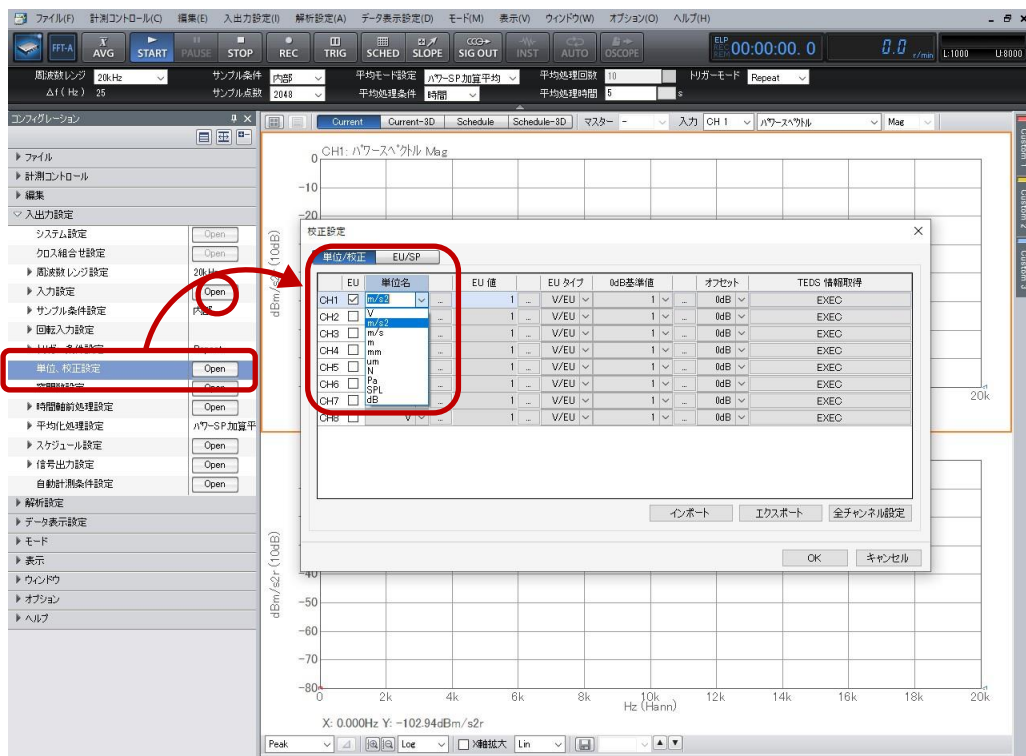 ファイル(F) 計測コントロール(L) 編集(E) 入出力設定(I) 解析設定(A) データ表示設定(D) モード(M) 表示(V) ウィンドウ(W) オプション(O) ヘルプ(H)
FFT-A AVG START PAUSE STOP REC TRIG SCHED SLOPE SIG OUT INST AUTO OSCOPE ELP 00:00:00. 0 0.0 r/min L:1000 U:8000
周波数レンジ 20kHz サンプル条件 内部 平均モード設定 パワーSP加算平均 平均処理回数 10 トリガーモード Repeat
Δf(Hz) 25 サンプル点数 2048 平均処理条件 時間 平均処理時間 5 s
コンフィグレーション
Current Current-3D Schedule Schedule-3D マスター - 入力 CH 1 パワースペクトル Mag
Custom 1
Custom 2
Custom 3
ファイル
計測コントロール
編集
入出力設定
システム設定 Open
クロス組合せ設定 Open
周波数レンジ設定
入力設定 Open
サンプル条件設定
回転入力設定
単位、校正設定 Open
時間軸前処理設定 Open
平均化処理設定 パワーSP加算平
スケジュール設定 Open
信号出力設定 Open
自動計測条件設定 Open
解析設定
データ表示設定
モード
表示
ウィンドウ
オプション
ヘルプ
CH1: パワースペクトル Mag
0
-10
-20
20k
校正設定
単位/校正 EU/SP
EU 単位名 EU 値 EU タイプ 0dB基準値 オフセット TEDS 情報取得
CH1 m/s2 ... 1 ... V/EU 1 ... 0dB EXEC
CH2 ... 1 ... V/EU 1 ... 0dB EXEC
CH3 ... 1 ... V/EU 1 ... 0dB EXEC
CH4 ... 1 ... V/EU 1 ... 0dB EXEC
CH5 ... 1 ... V/EU 1 ... 0dB EXEC
CH6 ... 1 ... V/EU 1 ... 0dB EXEC
CH7 ... 1 ... V/EU 1 ... 0dB EXEC
CH8 V ... 1 ... V/EU 1 ... 0dB EXEC
V
m/s2
m/s
m
mm
um
N
Pa
SPL
dB
インポート エクスポート 全チャンネル設定
OK キャンセル
dBm/s2r (10dB)
-40
-50
-60
-70
-80
0 2k 4k 6k 8k 10k 12k 14k 16k 18k 20k
Hz (Hann)
X: 0.000Hz Y: -102.94dBm/s2r
Peak Log X軸拡大 Lin